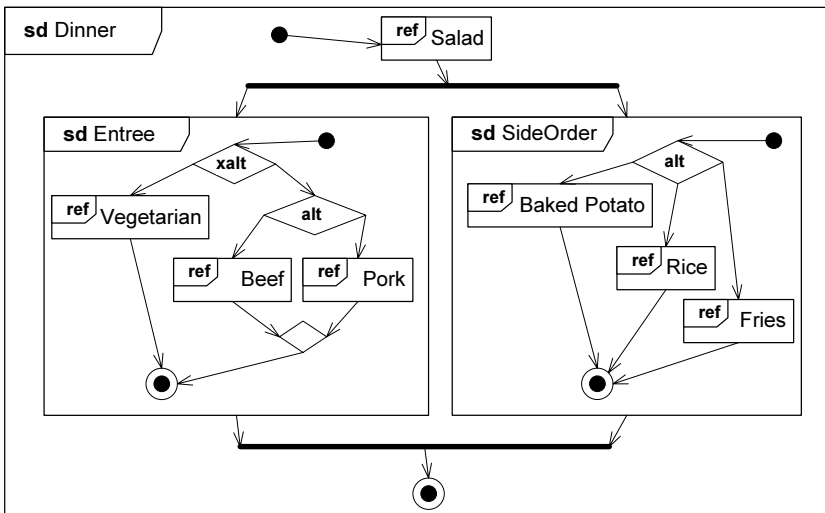 sd Dinner
ref Salad
sd Entree
xalt
ref Vegetarian
alt
ref Beef
ref Pork
sd SideOrder
alt
ref Baked Potato
ref Rice
ref Fries